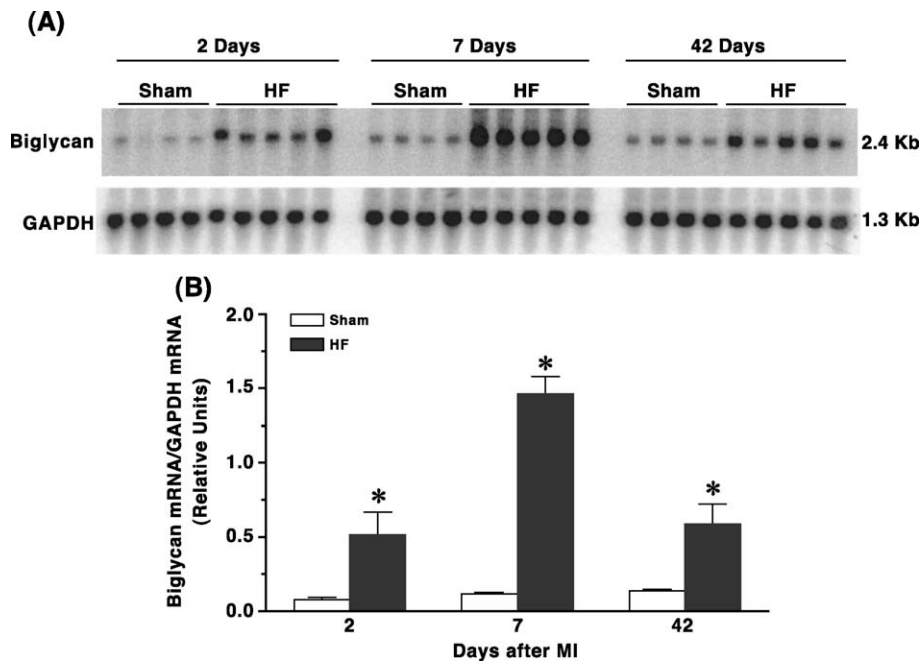 (A)
2 Days 7 Days 42 Days
Sham HF Sham HF Sham HF
Biglycan 2.4 Kb
GAPDH 1.3 Kb
(B)
Biglycan mRNA/GAPDH mRNA
(Relative Units)
2.0
1.5
1.0
0.5
0.0
Sham
HF
*
*
*
2 7 42
Days after MI